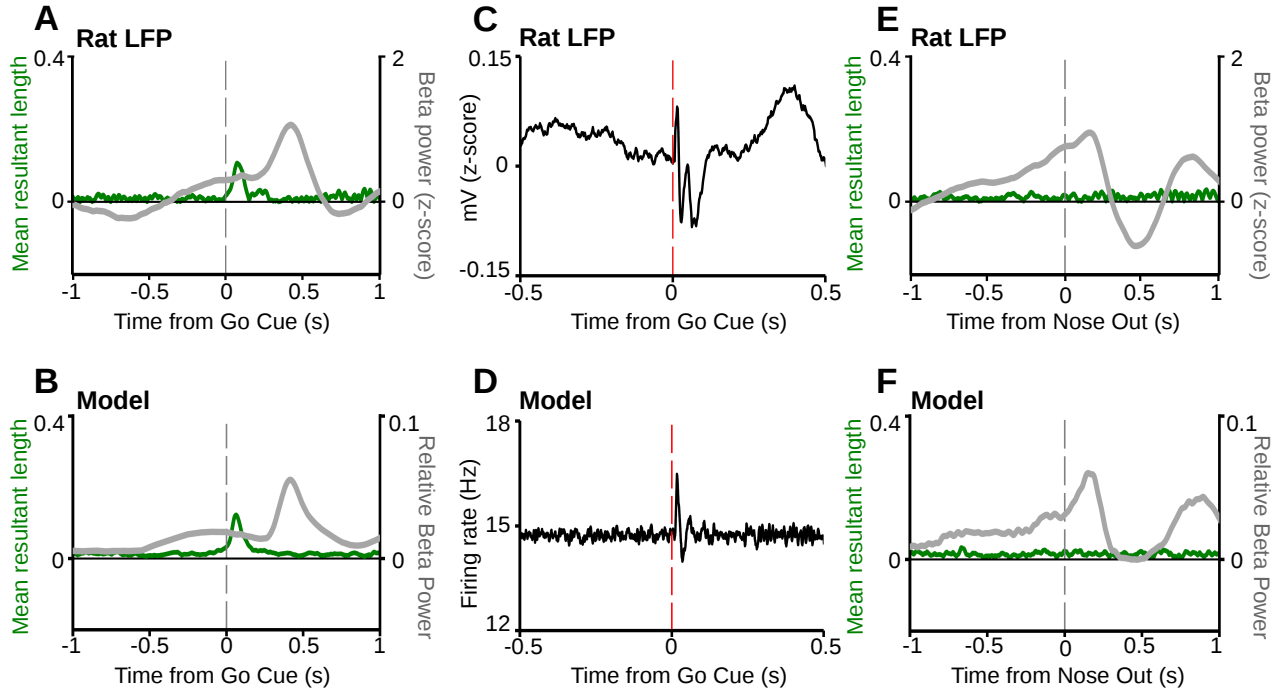 A
Rat LFP
0.4
2
0
0
Mean resultant length
Beta power (z-score)
-1
-0.5
0
0.5
1
Time from Go Cue (s)
C
Rat LFP
0.15
0
-0.15
mV (z-score)
-0.5
0
0.5
Time from Go Cue (s)
E
Rat LFP
0.4
2
0
0
Mean resultant length
Beta power (z-score)
-1
-0.5
0
0.5
1
Time from Nose Out (s)
B
Model
0.4
0.1
0
0
Mean resultant length
Relative Beta Power
-1
-0.5
0
0.5
1
Time from Go Cue (s)
D
Model
18
15
12
Firing rate (Hz)
-0.5
0
0.5
Time from Go Cue (s)
F
Model
0.4
0.1
0
0
Mean resultant length
Relative Beta Power
-1
-0.5
0
0.5
1
Time from Nose Out (s)